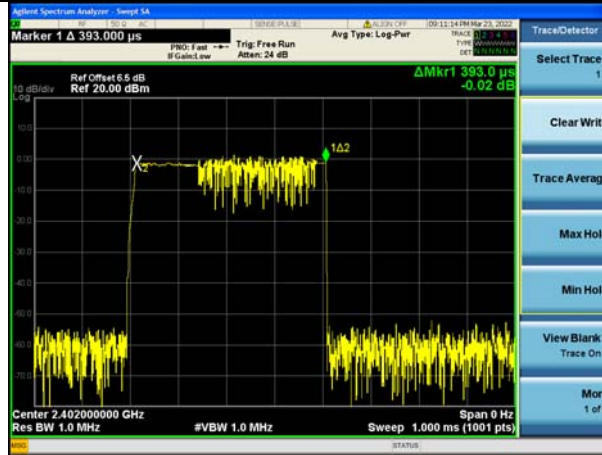 Agilent Spectrum Analyzer - Swept SA
RF 50 Ω AC SENSE:PULSE ALIGN OFF 09:11:14 PM Mar 23, 2022
Marker 1 Δ 393.000 μs
PNO: Fast
IFGain:Low
Trig: Free Run
Atten: 24 dB
Avg Type: Log-Pwr
TRACE 1 2 3 4 5 6
TYPE
DET N N N N N N
Trace/Detector
Select Trace
1
Clear Writ
Trace Averag
Max Hol
Min Hol
View Blank
Trace On
Mor
1 of
ΔMkr1 393.0 μs
-0.02 dB
Ref Offset 6.5 dB
Ref 20.00 dBm
10 dB/div
Log
10.0
0.00
-10.0
-20.0
-30.0
-40.0
-50.0
-60.0
-70.0
X2
1Δ2
Center 2.402000000 GHz
Span 0 Hz
Res BW 1.0 MHz
#VBW 1.0 MHz
Sweep 1.000 ms (1001 pts)
MSG
STATUS